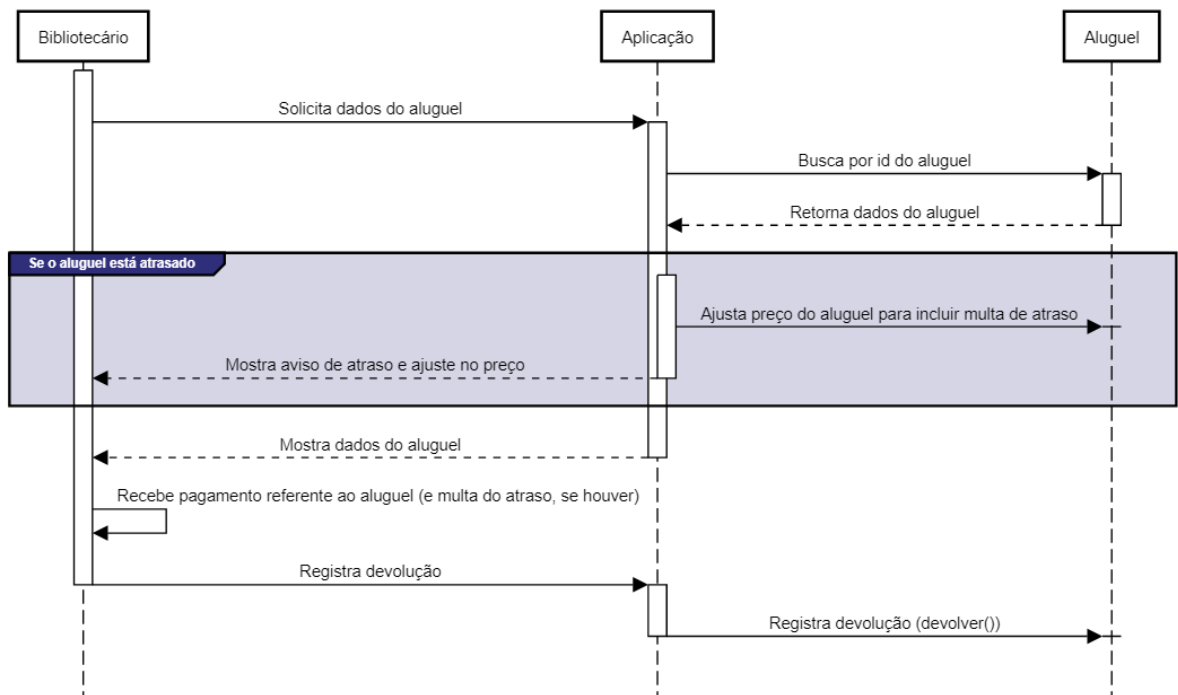 Bibliotecário
Aplicação
Aluguel
Solicita dados do aluguel
Busca por id do aluguel
Retorna dados do aluguel
Se o aluguel está atrasado
Ajusta preço do aluguel para incluir multa de atraso
Mostra aviso de atraso e ajuste no preço
Mostra dados do aluguel
Recebe pagamento referente ao aluguel (e multa do atraso, se houver)
Registra devolução
Registra devolução (devolver())